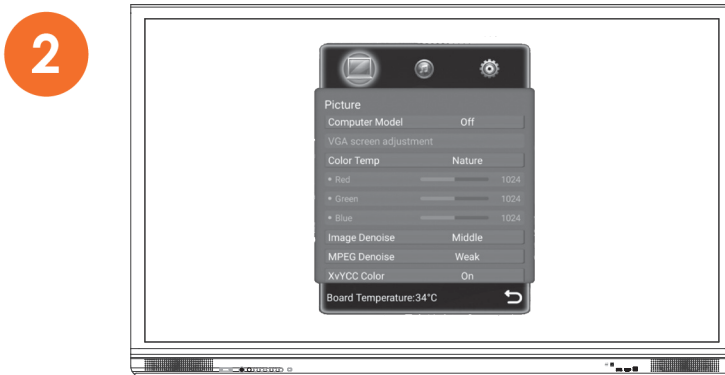 2
Picture
Computer Model Off
VGA screen adjustment
Color Temp Nature
• Red 1024
• Green 1024
• Blue 1024
Image Denoise Middle
MPEG Denoise Weak
XvYCC Color On
Board Temperature:34°C